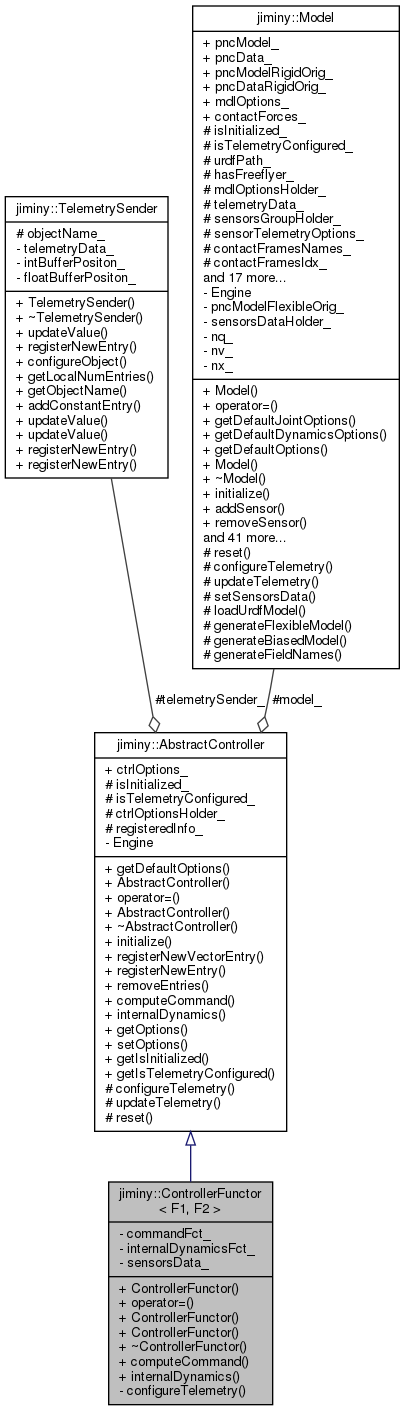 jiminy::Model
+ pncModel_
+ pncData_
+ pncModelRigidOrig_
+ pncDataRigidOrig_
+ mdlOptions_
+ contactForces_
# isInitialized_
# isTelemetryConfigured_
# urdfPath_
# hasFreeflyer_
# mdlOptionsHolder_
# telemetryData_
# sensorsGroupHolder_
# sensorTelemetryOptions_
# contactFramesNames_
# contactFramesIdx_
and 17 more...
- Engine
- pncModelFlexibleOrig_
- sensorsDataHolder_
- nq_
- nv_
- nx_
+ Model()
+ operator=()
+ getDefaultJointOptions()
+ getDefaultDynamicsOptions()
+ getDefaultOptions()
+ Model()
+ ~Model()
+ initialize()
+ addSensor()
+ removeSensor()
and 41 more...
# reset()
# configureTelemetry()
# updateTelemetry()
# setSensorsData()
# loadUrdfModel()
# generateFlexibleModel()
# generateBiasedModel()
# generateFieldNames()
jiminy::TelemetrySender
# objectName_
- telemetryData_
- intBufferPositon_
- floatBufferPositon_
+ TelemetrySender()
+ ~TelemetrySender()
+ updateValue()
+ registerNewEntry()
+ configureObject()
+ getLocalNumEntries()
+ getObjectName()
+ addConstantEntry()
+ updateValue()
+ updateValue()
+ registerNewEntry()
+ registerNewEntry()
#telemetrySender_
#model_
jiminy::AbstractController
+ ctrlOptions_
# isInitialized_
# isTelemetryConfigured_
# ctrlOptionsHolder_
# registeredInfo_
- Engine
+ getDefaultOptions()
+ AbstractController()
+ operator=()
+ AbstractController()
+ ~AbstractController()
+ initialize()
+ registerNewVectorEntry()
+ registerNewEntry()
+ removeEntries()
+ computeCommand()
+ internalDynamics()
+ getOptions()
+ setOptions()
+ getIsInitialized()
+ getIsTelemetryConfigured()
# configureTelemetry()
# updateTelemetry()
# reset()
jiminy::ControllerFunctor
< F1, F2 >
- commandFct_
- internalDynamicsFct_
- sensorsData_
+ ControllerFunctor()
+ operator=()
+ ControllerFunctor()
+ ControllerFunctor()
+ ~ControllerFunctor()
+ computeCommand()
+ internalDynamics()
- configureTelemetry()